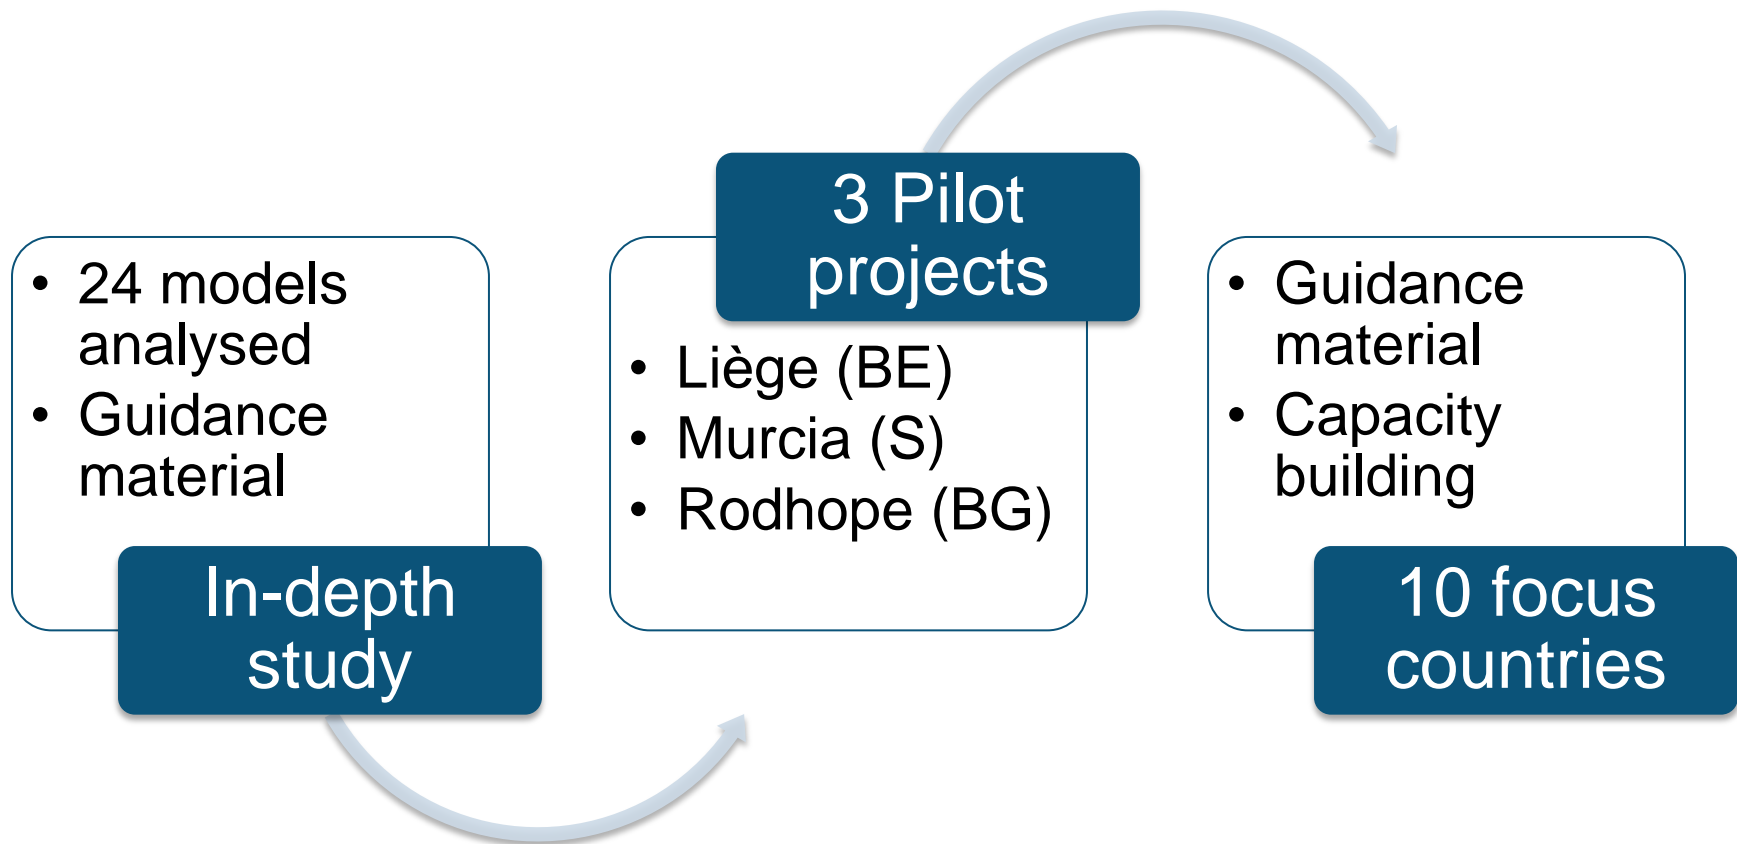 • 24 models
analysed
• Guidance
material
In-depth
study
3 Pilot
projects
• Liège (BE)
• Murcia (S)
• Rodhope (BG)
• Guidance
material
• Capacity
building
10 focus
countries